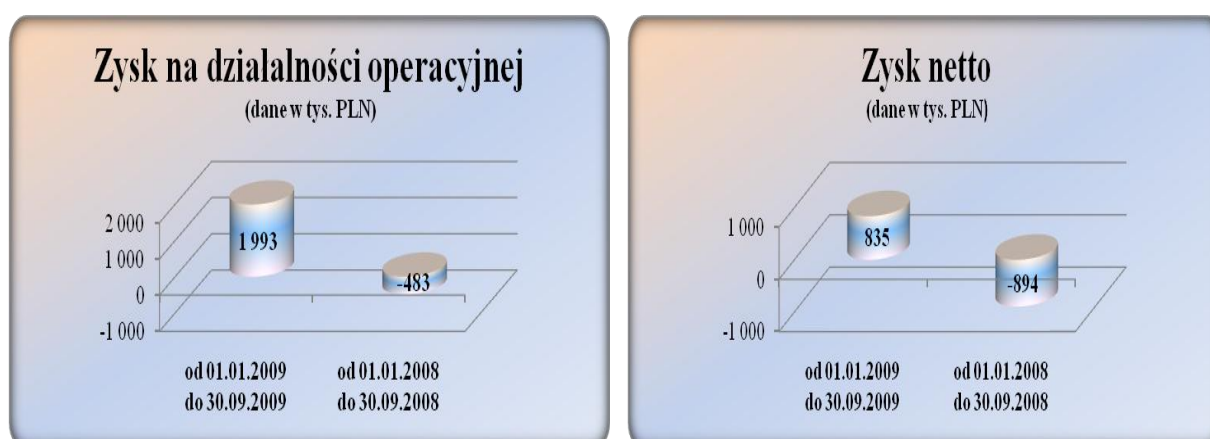 Zysk na działalności operacyjnej
(dane w tys. PLN)
2 000
1 000
0
-1 000
1 993
-483
od 01.01.2009
do 30.09.2009
od 01.01.2008
do 30.09.2008
Zysk netto
(dane w tys. PLN)
1 000
0
-1 000
835
-894
od 01.01.2009
do 30.09.2009
od 01.01.2008
do 30.09.2008